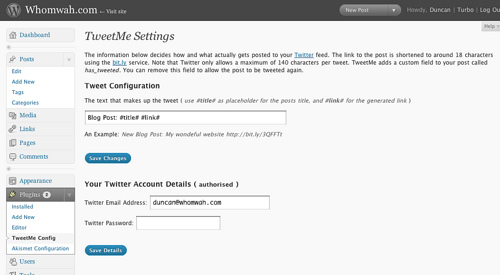 Whomwah.com ← Visit site
New Post
Howdy, Duncan | Turbo | Log Ou
Help
Dashboard
Posts
Edit
Add New
Tags
Categories
Media
Links
Pages
Comments
Appearance
Plugins 3
Installed
Add New
Editor
TweetMe Config
Akismet Configuration
Users
Tools
TweetMe Settings
The information below decides how and what actually gets posted to your Twitter feed. The link to the post is shortened to around 18 characters
using the bit.ly service. Note that Twitter only allows a maximum of 140 characters per tweet. TweetMe adds a custom field to your post called
has_tweeted. You can remove this field to allow the post to be tweeted again.
Tweet Configuration
The text that makes up the tweet ( use #title# as placeholder for the posts title, and #link# for the generated link )
Blog Post: #title# #link#
An Example: New Blog Post: My wondeful website http://bit.ly/3QFFTt
Save Changes
Your Twitter Account Details ( authorised )
Twitter Email Address: duncan@whomwah.com
Twitter Password:
Save Details